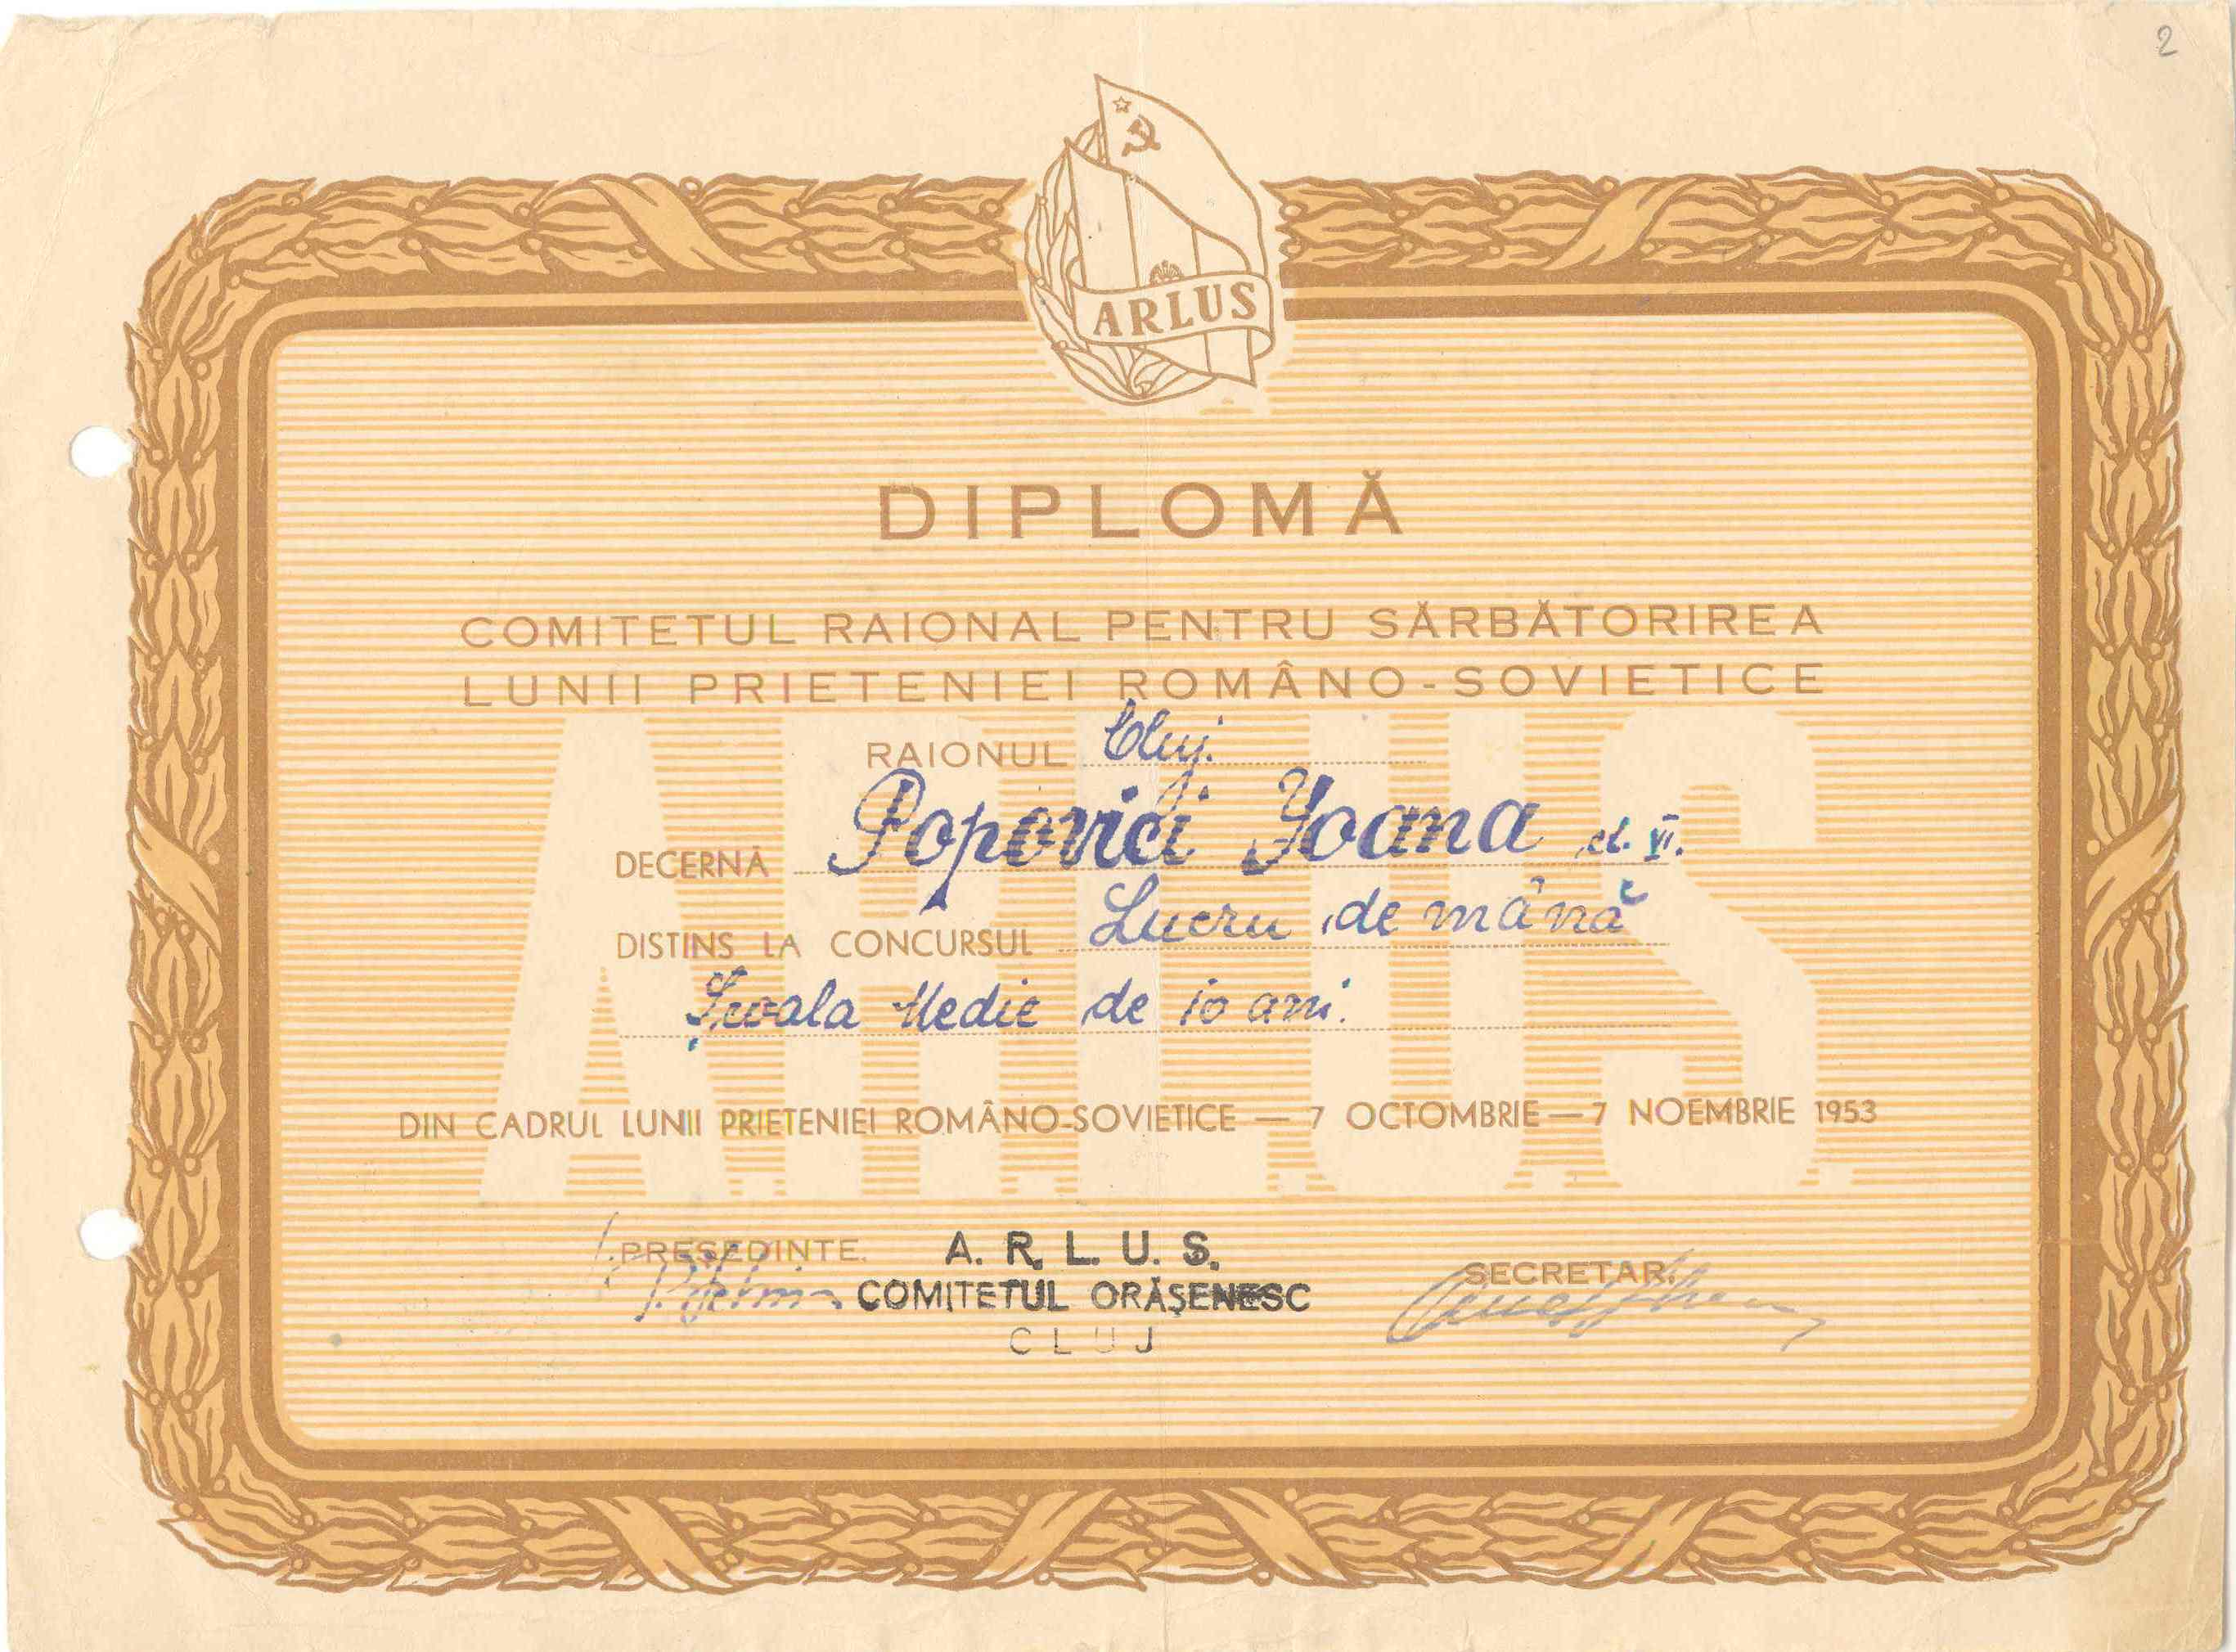 2
ARLUS
DIPLOMĂ
COMITETUL RAIONAL PENTRU SĂRBĂTORIREA
LUNII PRIETENIEI ROMÂNO-SOVIETICE
RAIONUL Cluj.
DECERNĂ Popovici Ioana cl. VI.
DISTINS LA CONCURSUL Lucru de mână
Școala Medie de 10 ani.
ARLUS
DIN CADRUL LUNII PRIETENIEI ROMÂNO-SOVIETICE — 7 OCTOMBRIE — 7 NOEMBRIE 1953
PREȘEDINTE, A. R. L. U. S.
COMITETUL ORĂȘENESC
CLUJ
SECRETAR,